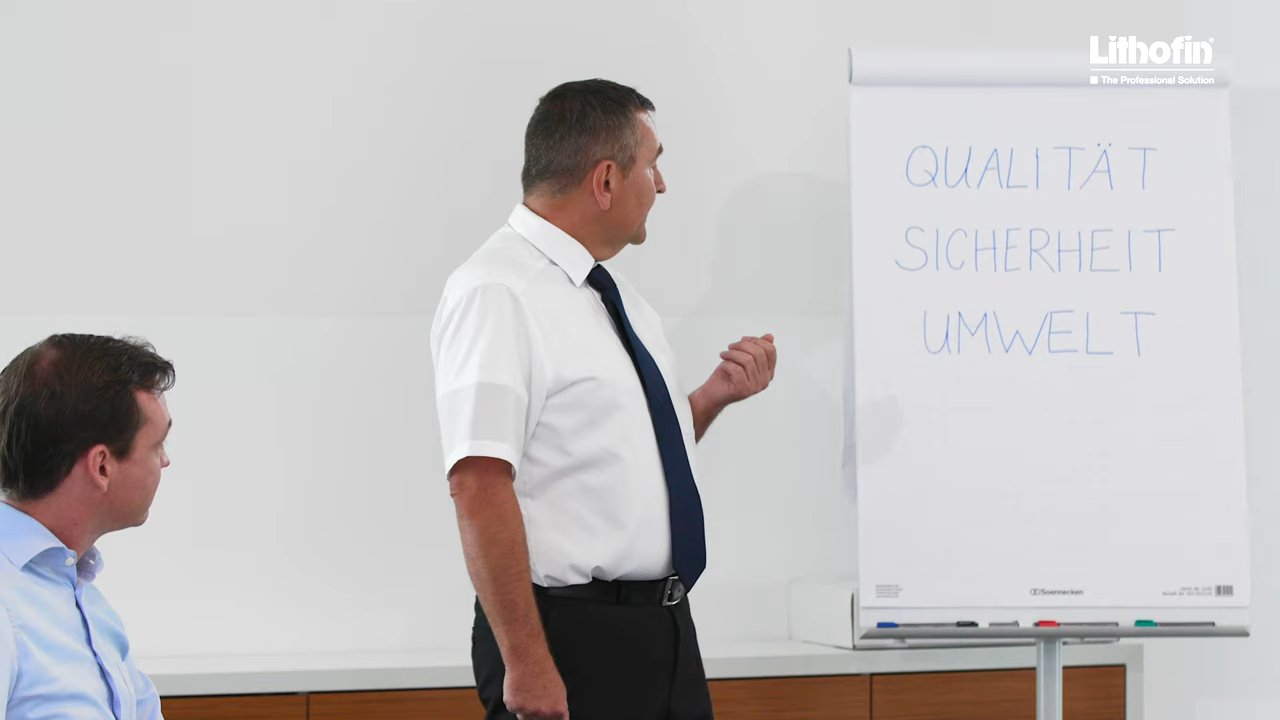 Lithofin®
The Professional Solution
QUALITÄT
SICHERHEIT
UMWELT
Soennecken